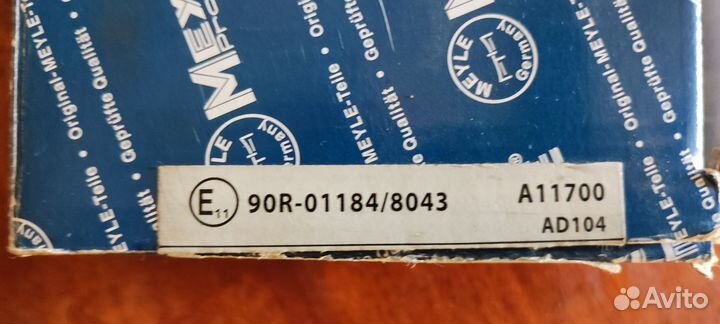 MEYLE
Germany
Original-MEYLE-Teile • Geprüfte Qualität •
E11 90R-01184/8043 A11700
AD104
Avito